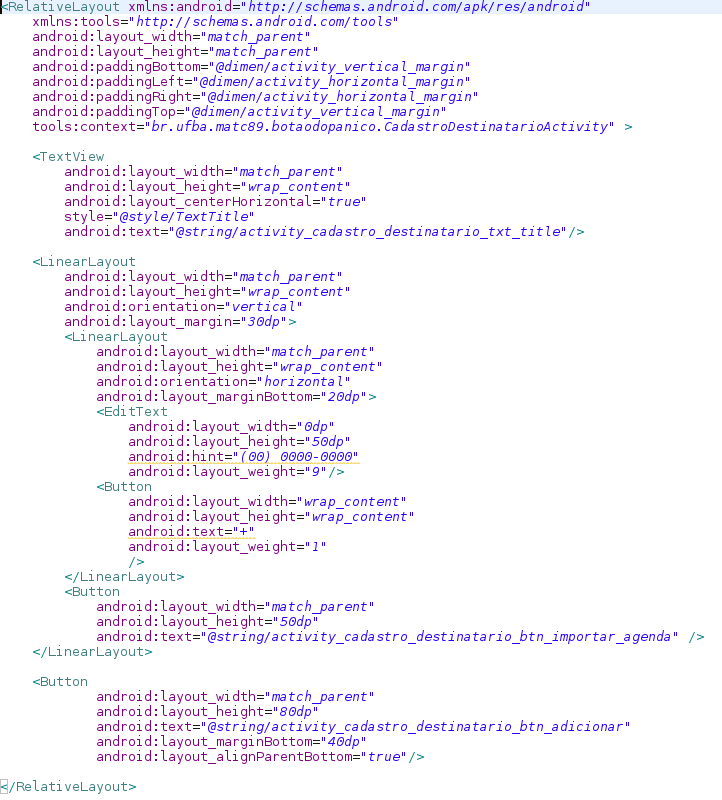 <RelativeLayout xmlns:android="http://schemas.android.com/apk/res/android"
    xmlns:tools="http://schemas.android.com/tools"
    android:layout_width="match_parent"
    android:layout_height="match_parent"
    android:paddingBottom="@dimen/activity_vertical_margin"
    android:paddingLeft="@dimen/activity_horizontal_margin"
    android:paddingRight="@dimen/activity_horizontal_margin"
    android:paddingTop="@dimen/activity_vertical_margin"
    tools:context="br.ufba.matc89.botaodopanico.CadastroDestinatarioActivity" >

    <TextView
        android:layout_width="match_parent"
        android:layout_height="wrap_content"
        android:layout_centerHorizontal="true"
        style="@style/TextTitle"
        android:text="@string/activity_cadastro_destinatario_txt_title"/>

    <LinearLayout
        android:layout_width="match_parent"
        android:layout_height="wrap_content"
        android:orientation="vertical"
        android:layout_margin="30dp">
        <LinearLayout
            android:layout_width="match_parent"
            android:layout_height="wrap_content"
            android:orientation="horizontal"
            android:layout_marginBottom="20dp">
            <EditText
                android:layout_width="0dp"
                android:layout_height="50dp"
                android:hint="(00) 0000-0000"
                android:layout_weight="9"/>
            <Button
                android:layout_width="wrap_content"
                android:layout_height="wrap_content"
                android:text="+"
                android:layout_weight="1"
                />
        </LinearLayout>
        <Button
            android:layout_width="match_parent"
            android:layout_height="50dp"
            android:text="@string/activity_cadastro_destinatario_btn_importar_agenda" />
    </LinearLayout>

    <Button
            android:layout_width="match_parent"
            android:layout_height="80dp"
            android:text="@string/activity_cadastro_destinatario_btn_adicionar"
            android:layout_marginBottom="40dp"
            android:layout_alignParentBottom="true"/>

</RelativeLayout>